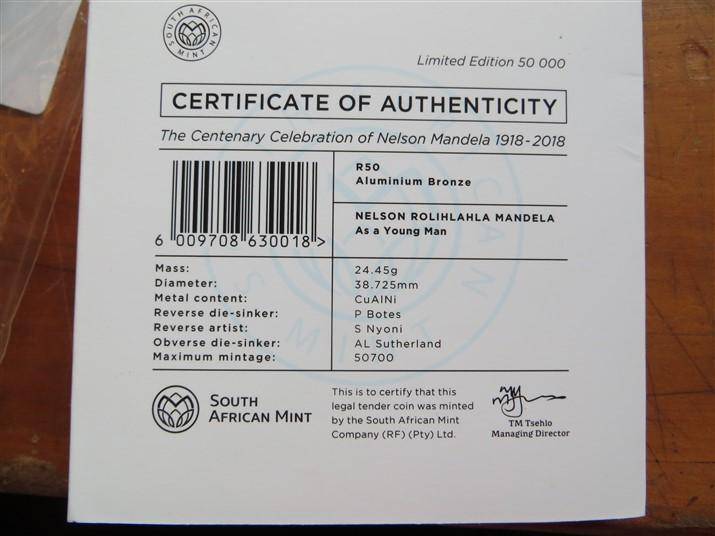 SOUTH AFRICAN MINT
Limited Edition 50 000
CERTIFICATE OF AUTHENTICITY
The Centenary Celebration of Nelson Mandela 1918-2018
R50
Aluminium Bronze
NELSON ROLIHLAHLA MANDELA
As a Young Man
6 009708 630018 >
Mass: 24.45g
Diameter: 38.725mm
Metal content: CuAlNi
Reverse die-sinker: P Botes
Reverse artist: S Nyoni
Obverse die-sinker: AL Sutherland
Maximum mintage: 50700
SOUTH
AFRICAN MINT
This is to certify that this
legal tender coin was minted
by the South African Mint
Company (RF) (Pty) Ltd.
TM Tsehlo
Managing Director